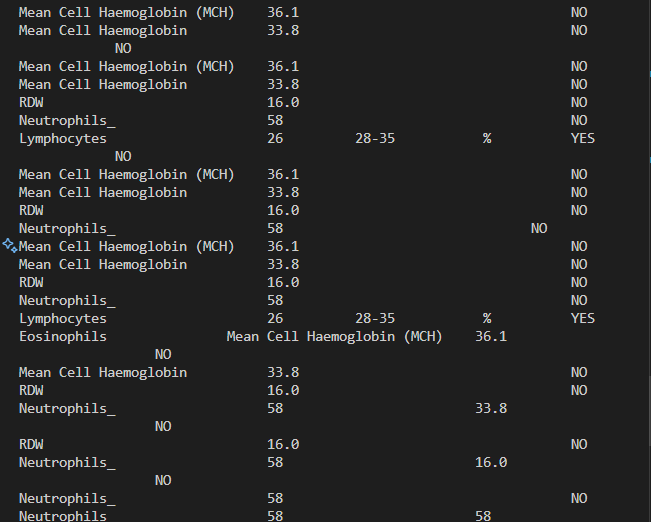 Mean Cell Haemoglobin (MCH) 36.1 NO
Mean Cell Haemoglobin 33.8 NO
NO
Mean Cell Haemoglobin (MCH) 36.1 NO
Mean Cell Haemoglobin 33.8 NO
RDW 16.0 NO
Neutrophils_ 58 NO
Lymphocytes 26 28-35 % YES
NO
Mean Cell Haemoglobin (MCH) 36.1 NO
Mean Cell Haemoglobin 33.8 NO
RDW 16.0 NO
Neutrophils_ 58 NO
Mean Cell Haemoglobin (MCH) 36.1 NO
Mean Cell Haemoglobin 33.8 NO
RDW 16.0 NO
Neutrophils_ 58 NO
Lymphocytes 26 28-35 % YES
Eosinophils Mean Cell Haemoglobin (MCH) 36.1
NO
Mean Cell Haemoglobin 33.8 NO
RDW 16.0 NO
Neutrophils_ 58 33.8
NO
RDW 16.0 NO
Neutrophils_ 58 16.0
NO
Neutrophils_ 58 NO
Neutrophils 58 58